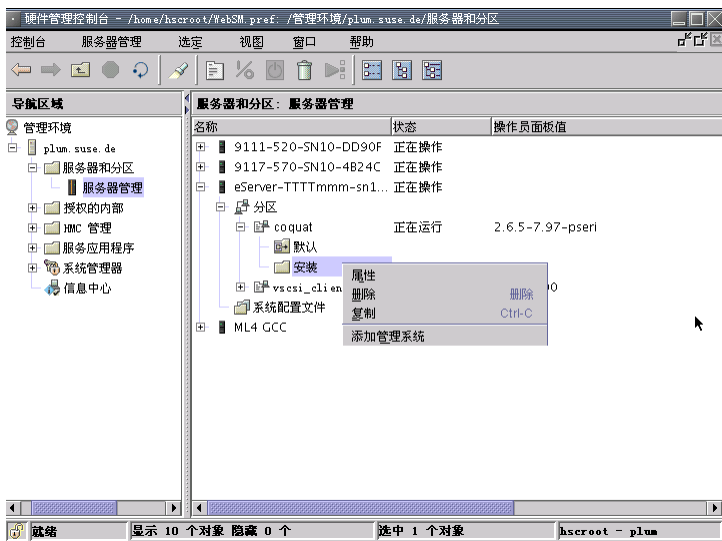 硬件管理控制台 - /home/hscroot/WebSM.pref: /管理环境/plum.suse.de/服务器和分区
控制台 服务器管理 选定 视图 窗口 帮助
导航区域
管理环境
plum.suse.de
服务器和分区
服务器管理
授权的内部
HMC 管理
服务应用程序
系统管理器
信息中心
服务器和分区: 服务器管理
名称 状态 操作员面板值
9111-520-SN10-DD90F 正在操作
9117-570-SN10-4B24C 正在操作
eServer-TTTTmmm-sn1... 正在操作
分区
coquat 正在运行 2.6.5-7.97-pseri
默认
安装
vscsi_clien
系统配置文件
ML4 GCC
属性
删除 删除
复制 Ctrl-C
添加管理系统
就绪 显示 10 个对象 隐藏 0 个 选中 1 个对象 hscroot - plum